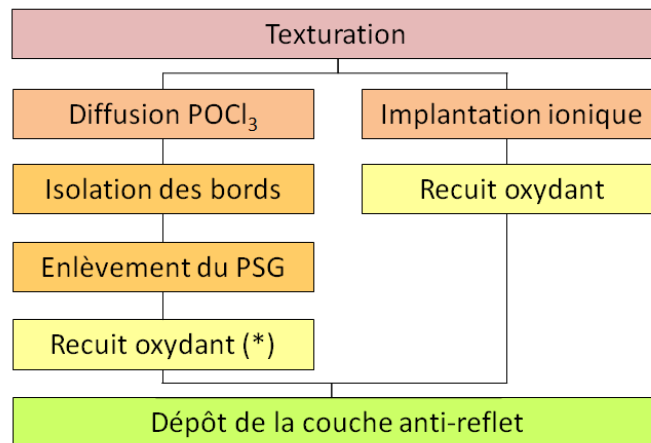 Texturation
Diffusion POCl₃
Isolation des bords
Enlèvement du PSG
Recuit oxydant (*)
Implantation ionique
Recuit oxydant
Dépôt de la couche anti-reflet